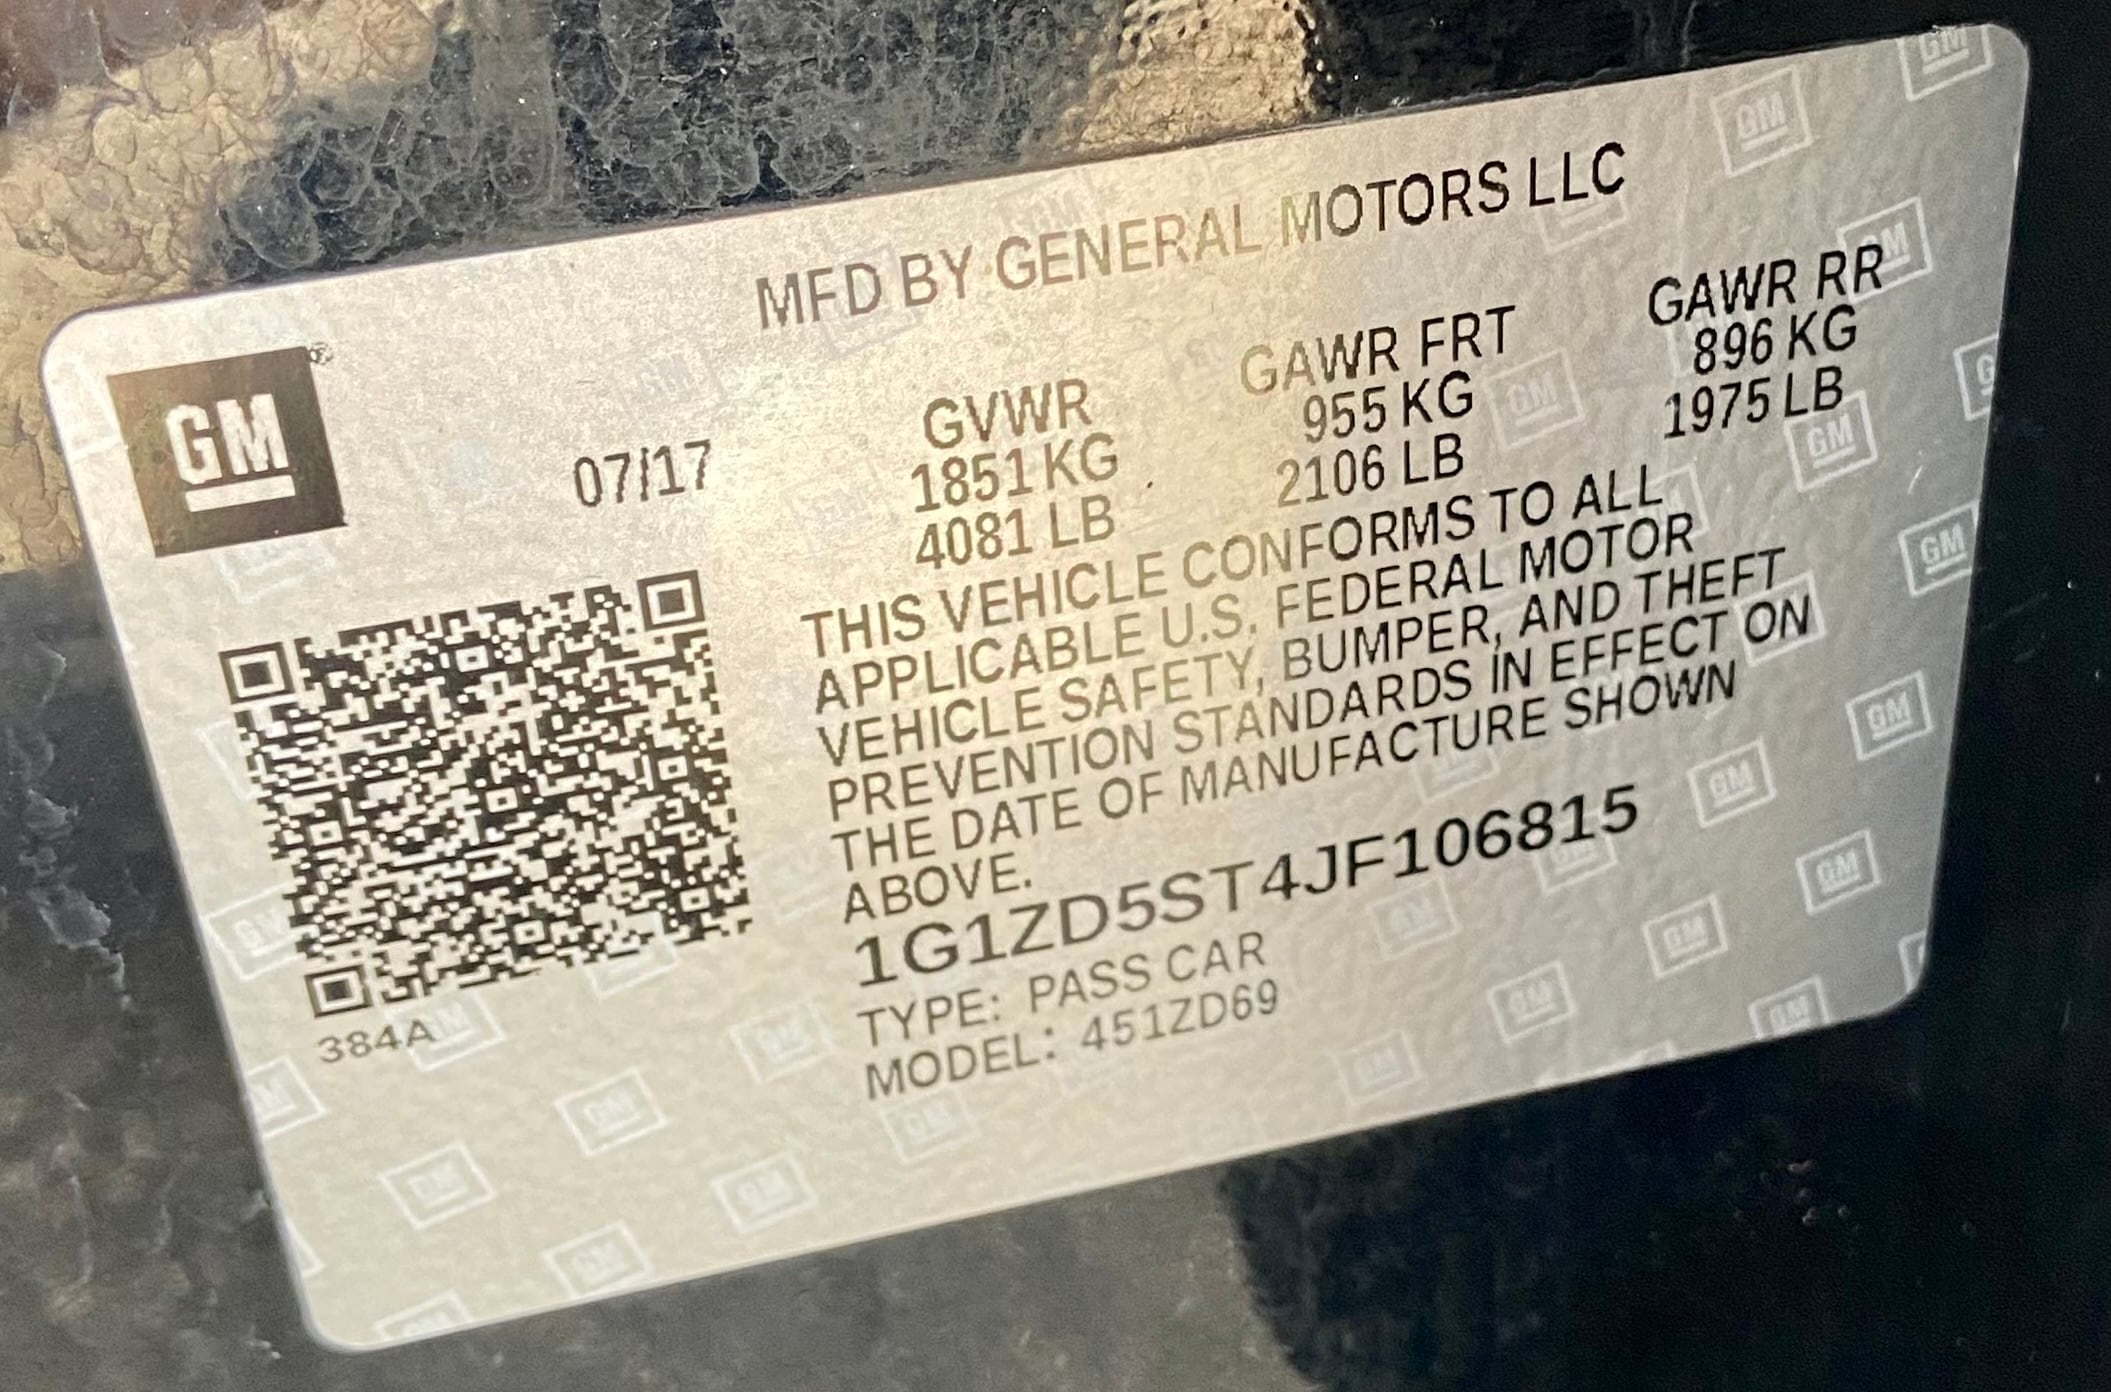 MFD BY GENERAL MOTORS LLC
GM
07/17
GVWR
1851 KG
4081 LB
GAWR FRT
955 KG
2106 LB
GAWR RR
896 KG
1975 LB
THIS VEHICLE CONFORMS TO ALL
APPLICABLE U.S. FEDERAL MOTOR
VEHICLE SAFETY, BUMPER, AND THEFT
PREVENTION STANDARDS IN EFFECT ON
THE DATE OF MANUFACTURE SHOWN
ABOVE.
1G1ZD5ST4JF106815
TYPE: PASS CAR
MODEL: 451ZD69
384A